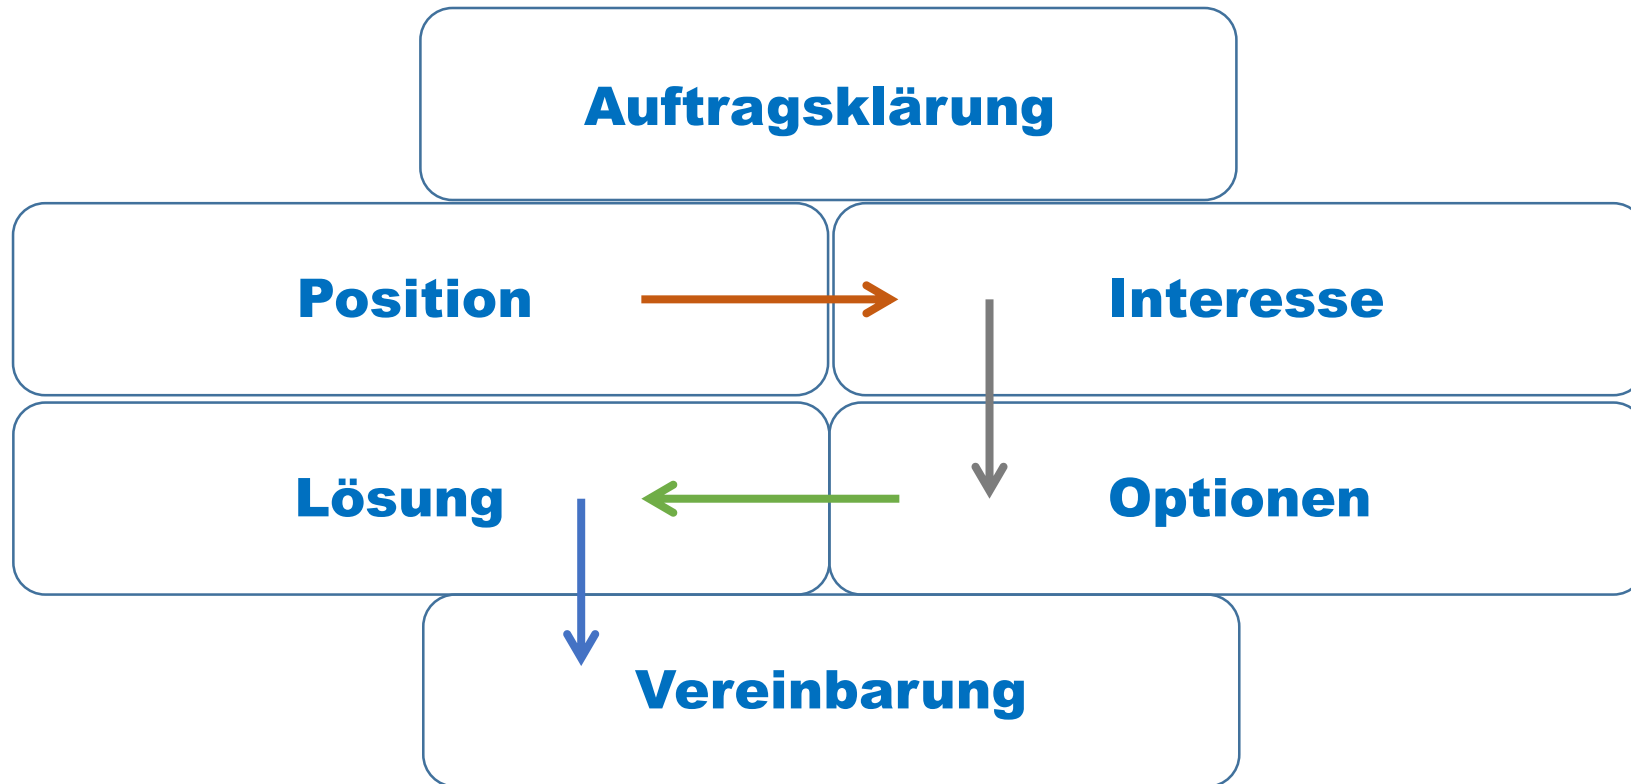 Auftragsklärung
Position
Interesse
Lösung
Optionen
Vereinbarung